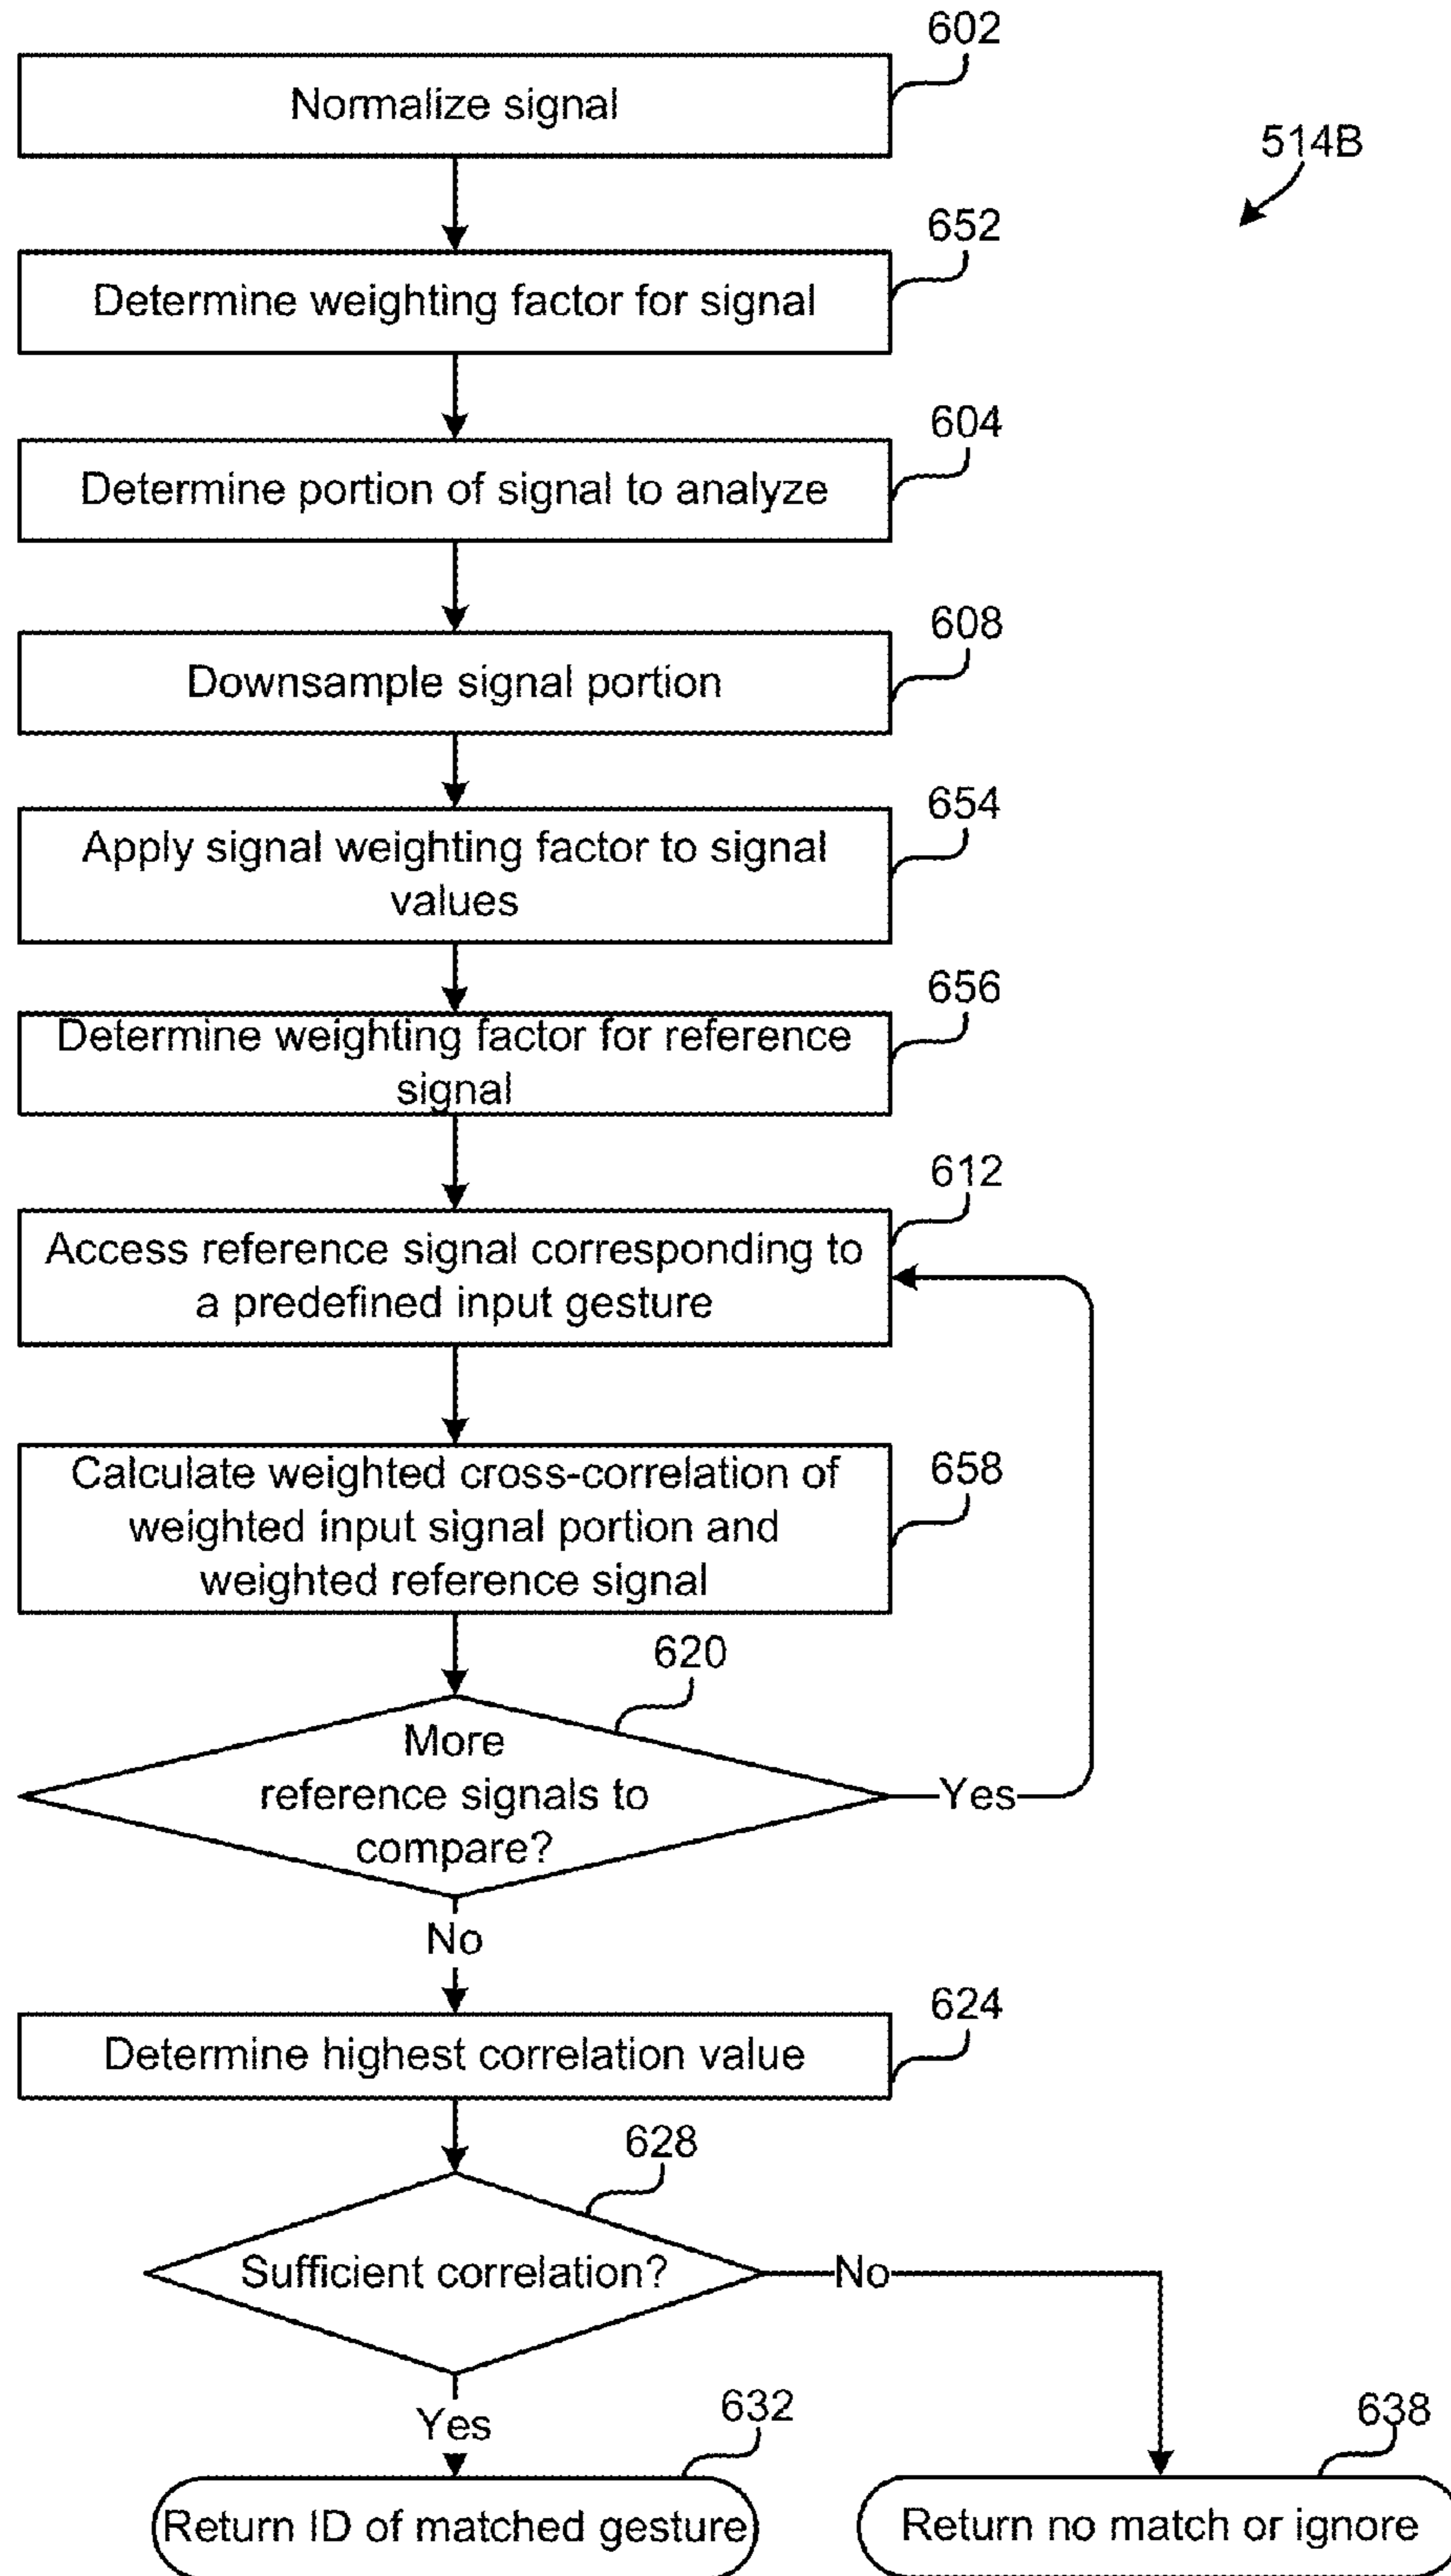 602
Normalize signal
514B
652
Determine weighting factor for signal
604
Determine portion of signal to analyze
608
Downsample signal portion
654
Apply signal weighting factor to signal
values
656
Determine weighting factor for reference
signal
612
Access reference signal corresponding to
a predefined input gesture
658
Calculate weighted cross-correlation of
weighted input signal portion and
weighted reference signal
620
More
reference signals to
compare?
Yes
No
624
Determine highest correlation value
628
Sufficient correlation?
No
Yes
632
638
Return ID of matched gesture
Return no match or ignore